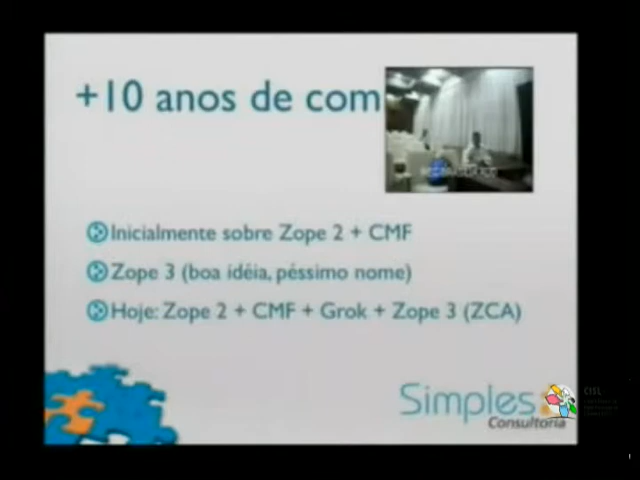 +10 anos de com
Inicialmente sobre Zope 2 + CMF
Zope 3 (boa idéia, péssimo nome)
Hoje: Zope 2 + CMF + Grok + Zope 3 (ZCA)
Simples
Consultoria
CISL